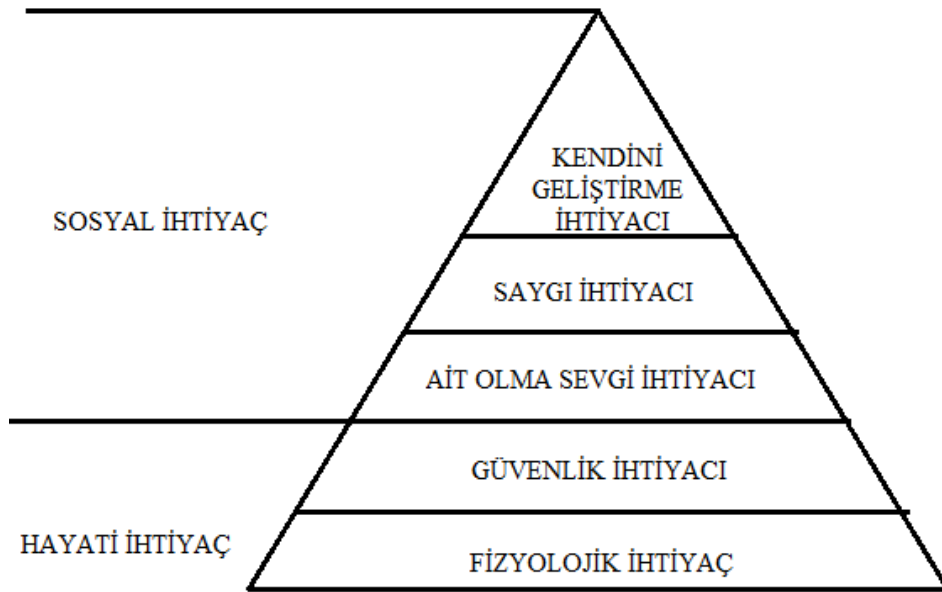 KENDİNİ
GELİŞTİRME
İHTİYACI
SOSYAL İHTİYAÇ
SAYGI İHTİYACI
AİT OLMA SEVGİ İHTİYACI
GÜVENLİK İHTİYACI
HAYATİ İHTİYAÇ
FİZYOLOJİK İHTİYAÇ